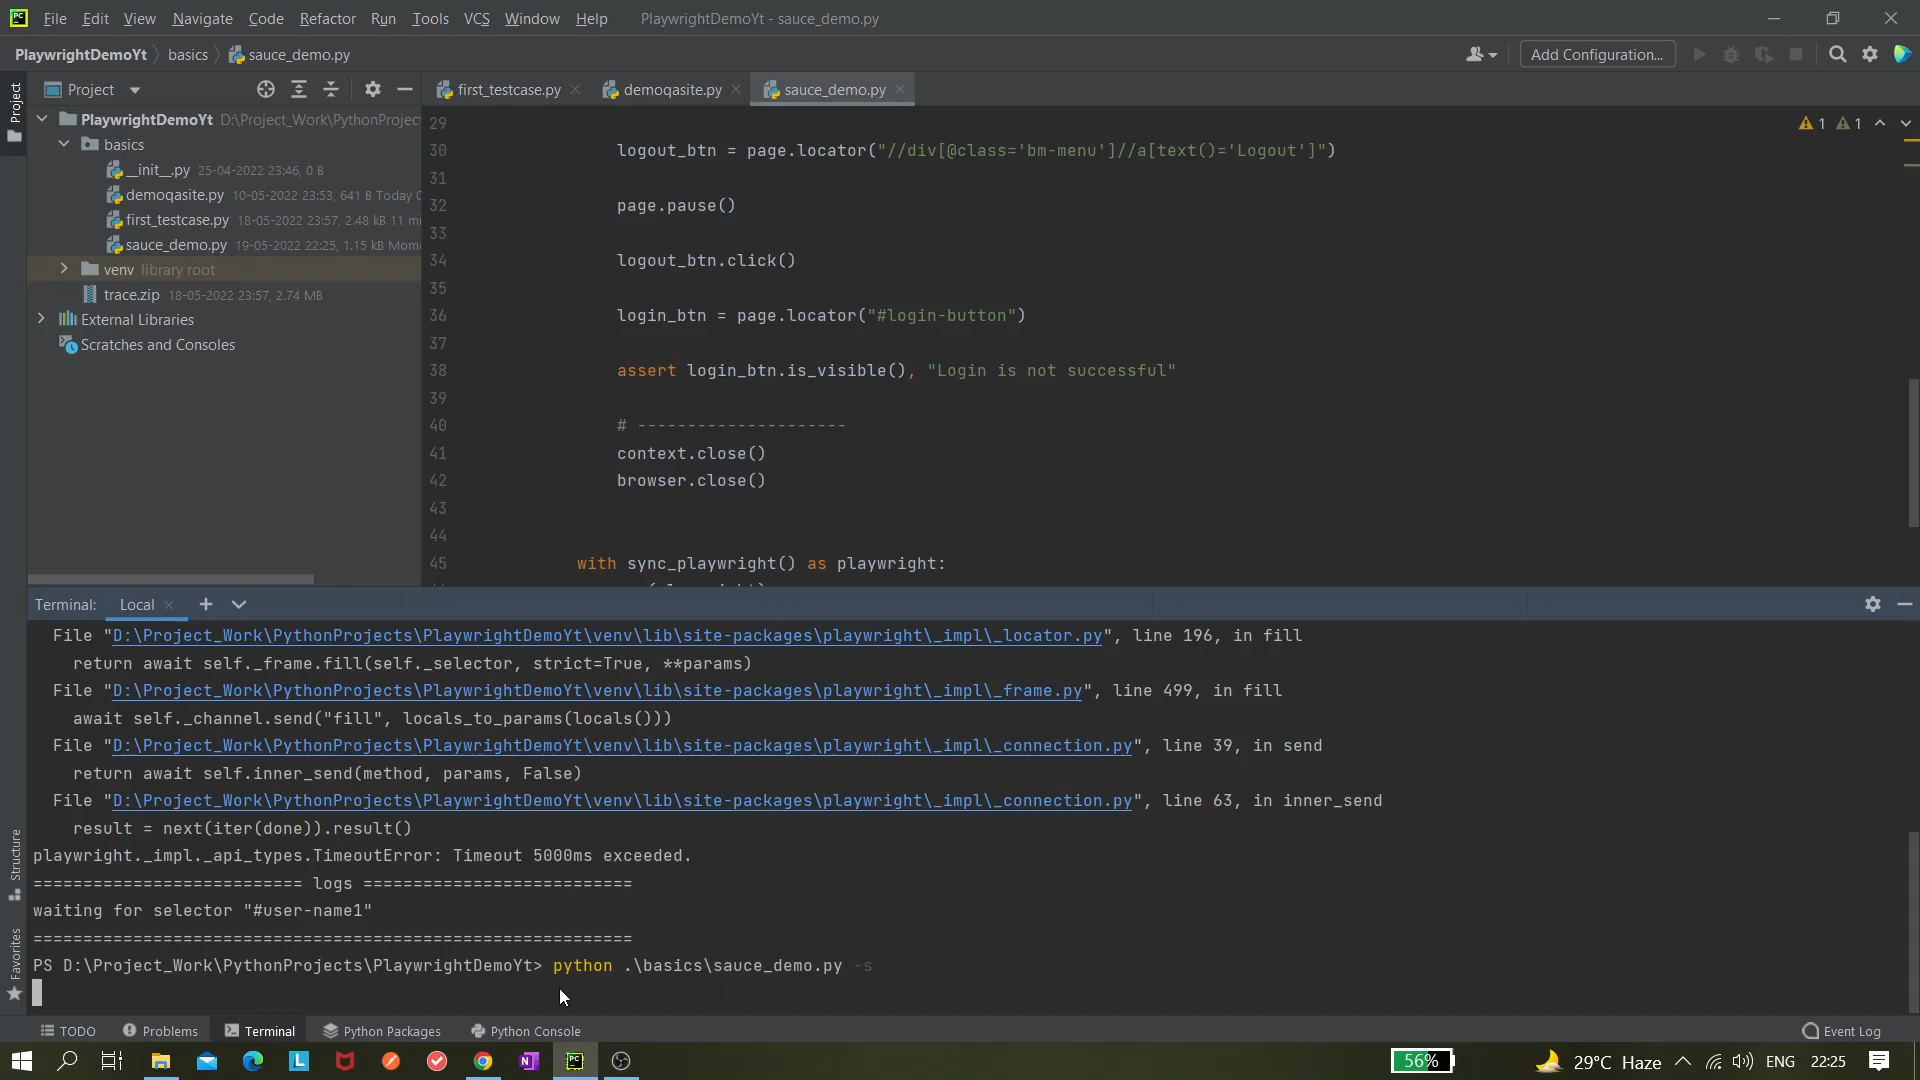 File Edit View Navigate Code Refactor Run Tools VCS Window Help PlaywrightDemoYt - sauce_demo.py
PlaywrightDemoYt basics sauce_demo.py Add Configuration...
Project
Project
first_testcase.py demoqasite.py sauce_demo.py
PlaywrightDemoYt D:\Project_Work\PythonProjec
basics
__init__.py 25-04-2022 23:46, 0 B
demoqasite.py 10-05-2022 23:53, 641 B Today
first_testcase.py 18-05-2022 23:57, 2.48 kB 11 mi
sauce_demo.py 19-05-2022 22:25, 1.15 kB Mom
venv library root
trace.zip 18-05-2022 23:57, 2.74 MB
External Libraries
Scratches and Consoles
1 1
29
30 logout_btn = page.locator("//div[@class='bm-menu']//a[text()='Logout']")
31
32 page.pause()
33
34 logout_btn.click()
35
36 login_btn = page.locator("#login-button")
37
38 assert login_btn.is_visible(), "Login is not successful"
39
40 # ---------------------
41 context.close()
42 browser.close()
43
44
45 with sync_playwright() as playwright:
Terminal: Local
File "D:\Project_Work\PythonProjects\PlaywrightDemoYt\venv\lib\site-packages\playwright\_impl\_locator.py", line 196, in fill
return await self._frame.fill(self._selector, strict=True, **params)
File "D:\Project_Work\PythonProjects\PlaywrightDemoYt\venv\lib\site-packages\playwright\_impl\_frame.py", line 499, in fill
await self._channel.send("fill", locals_to_params(locals()))
File "D:\Project_Work\PythonProjects\PlaywrightDemoYt\venv\lib\site-packages\playwright\_impl\_connection.py", line 39, in send
return await self.inner_send(method, params, False)
File "D:\Project_Work\PythonProjects\PlaywrightDemoYt\venv\lib\site-packages\playwright\_impl\_connection.py", line 63, in inner_send
result = next(iter(done)).result()
playwright._impl._api_types.TimeoutError: Timeout 5000ms exceeded.
=========================== logs ===========================
waiting for selector "#user-name1"
============================================================
PS D:\Project_Work\PythonProjects\PlaywrightDemoYt> python .\basics\sauce_demo.py -s
Structure
Favorites
TODO Problems Terminal Python Packages Python Console Event Log
56% 29°C Haze ENG 22:25